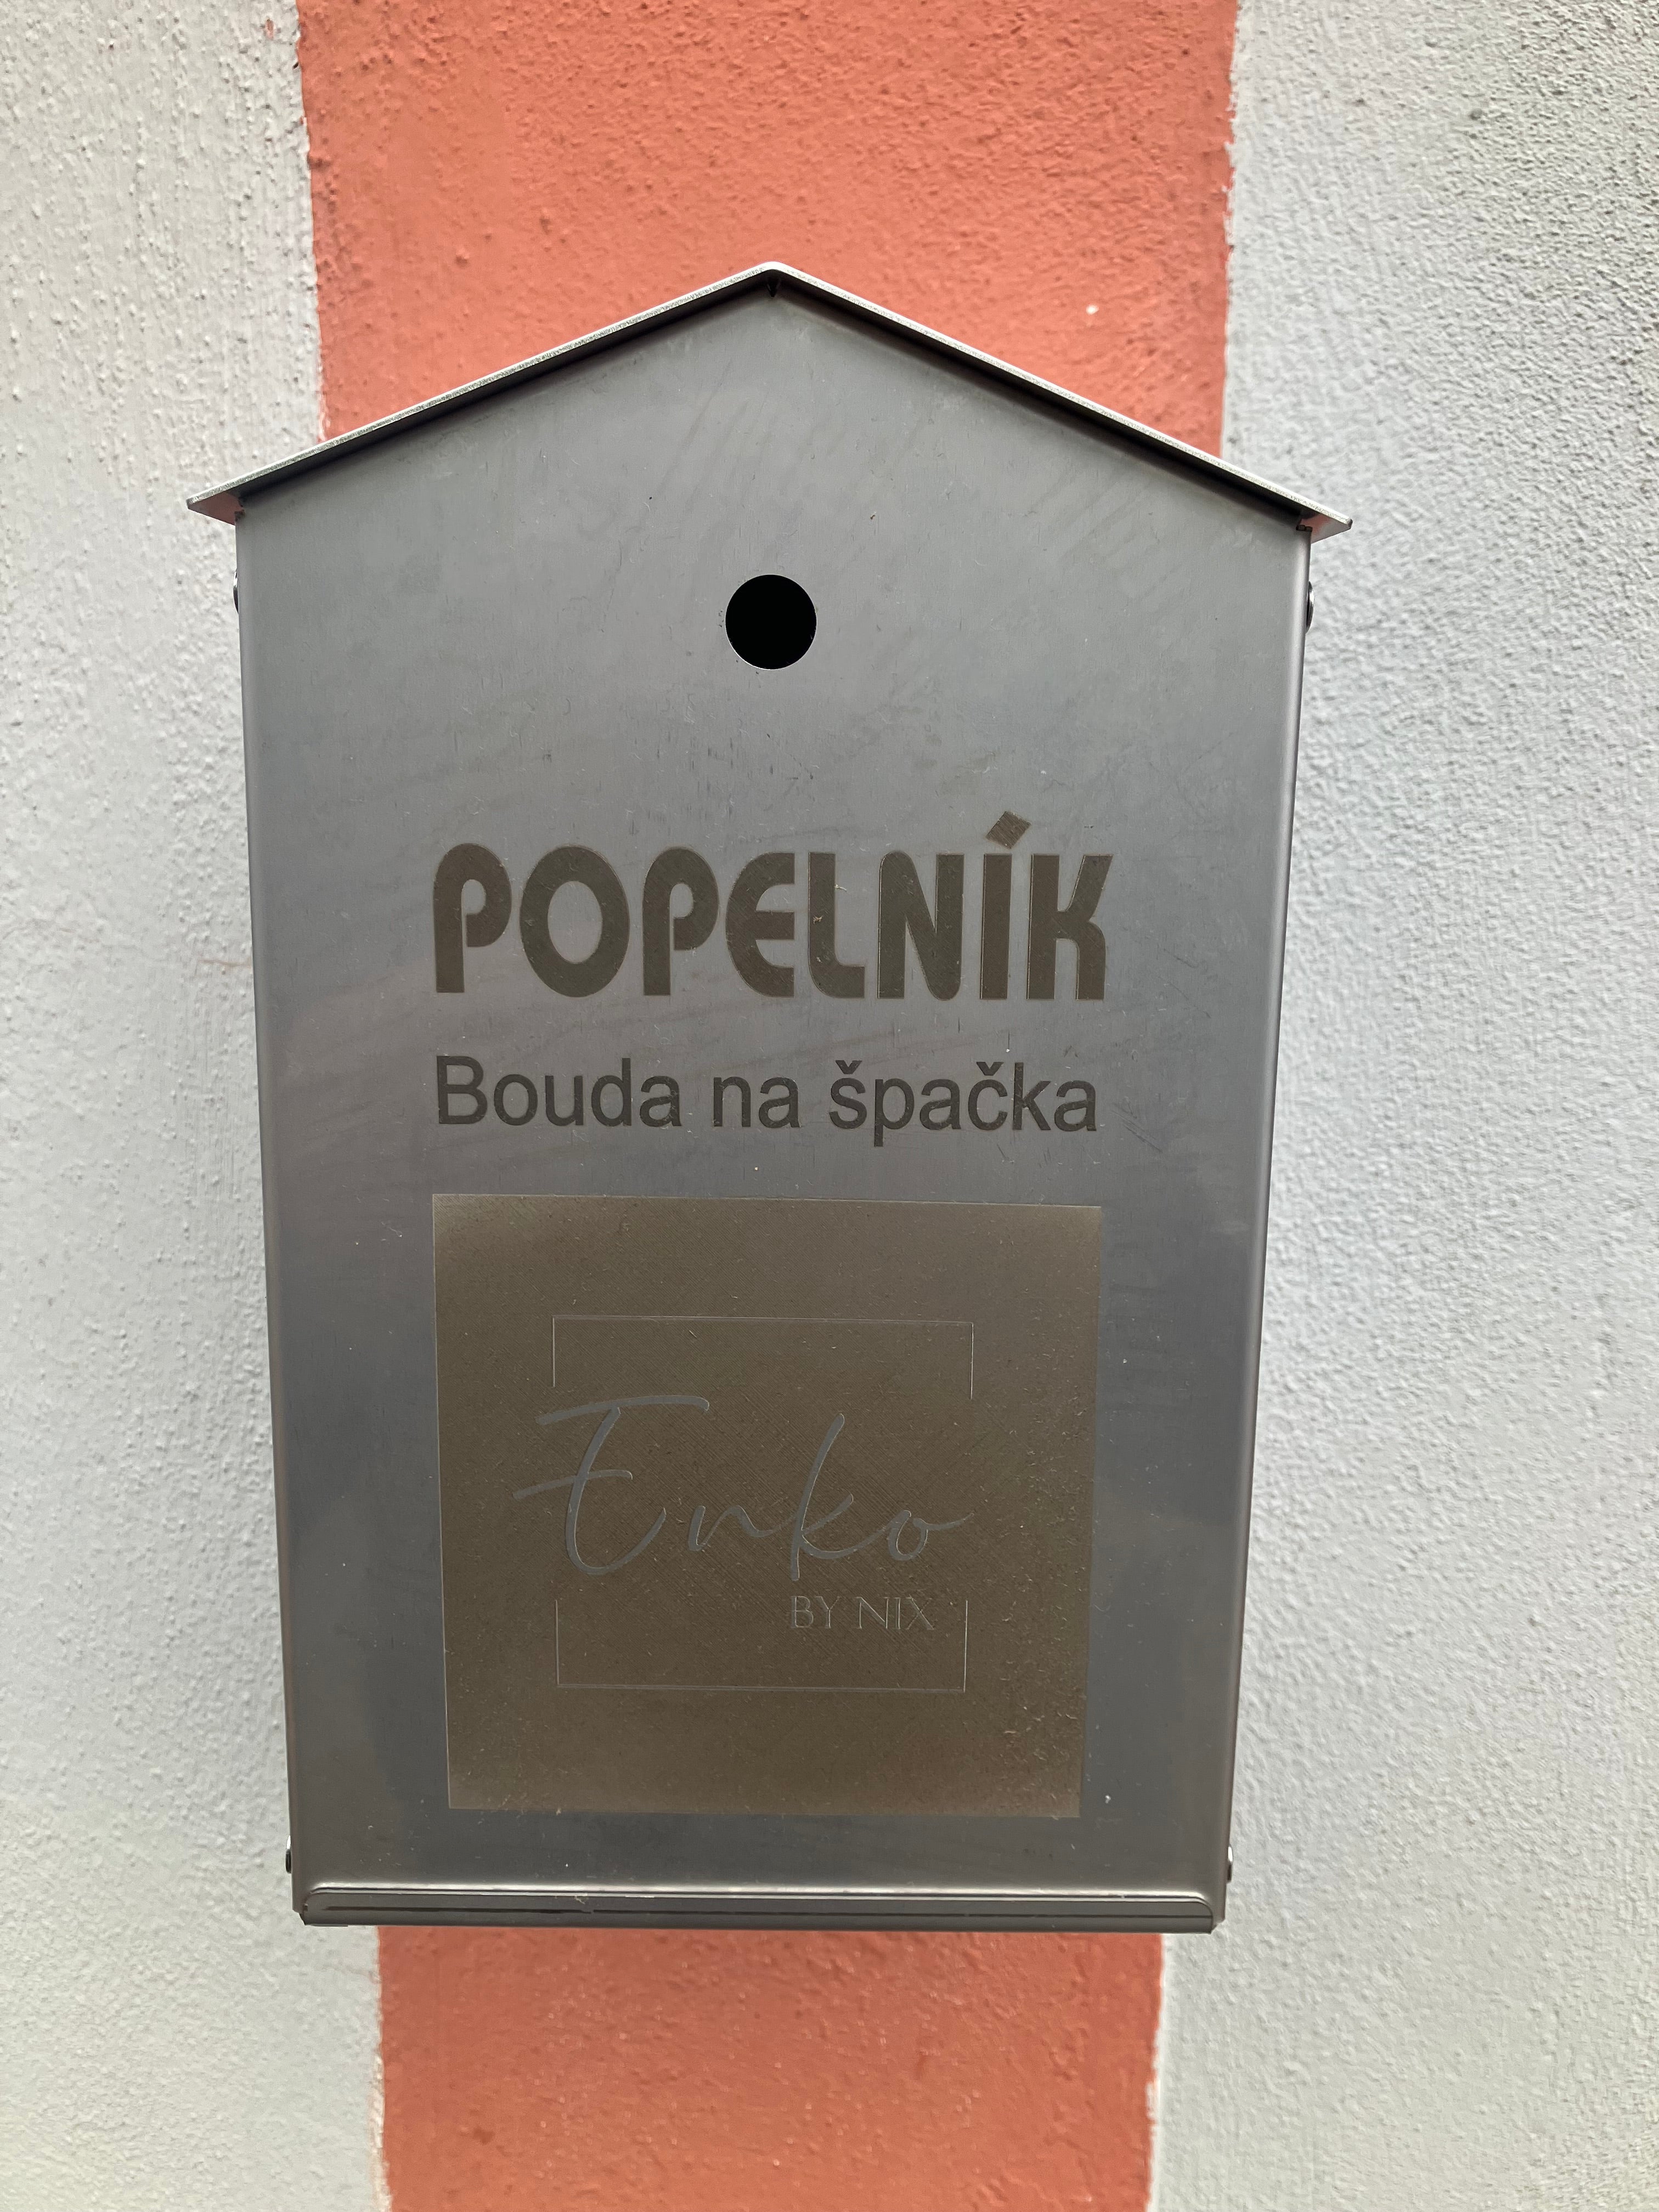 POPELNÍK
Bouda na špačka
Enko
BY NIX